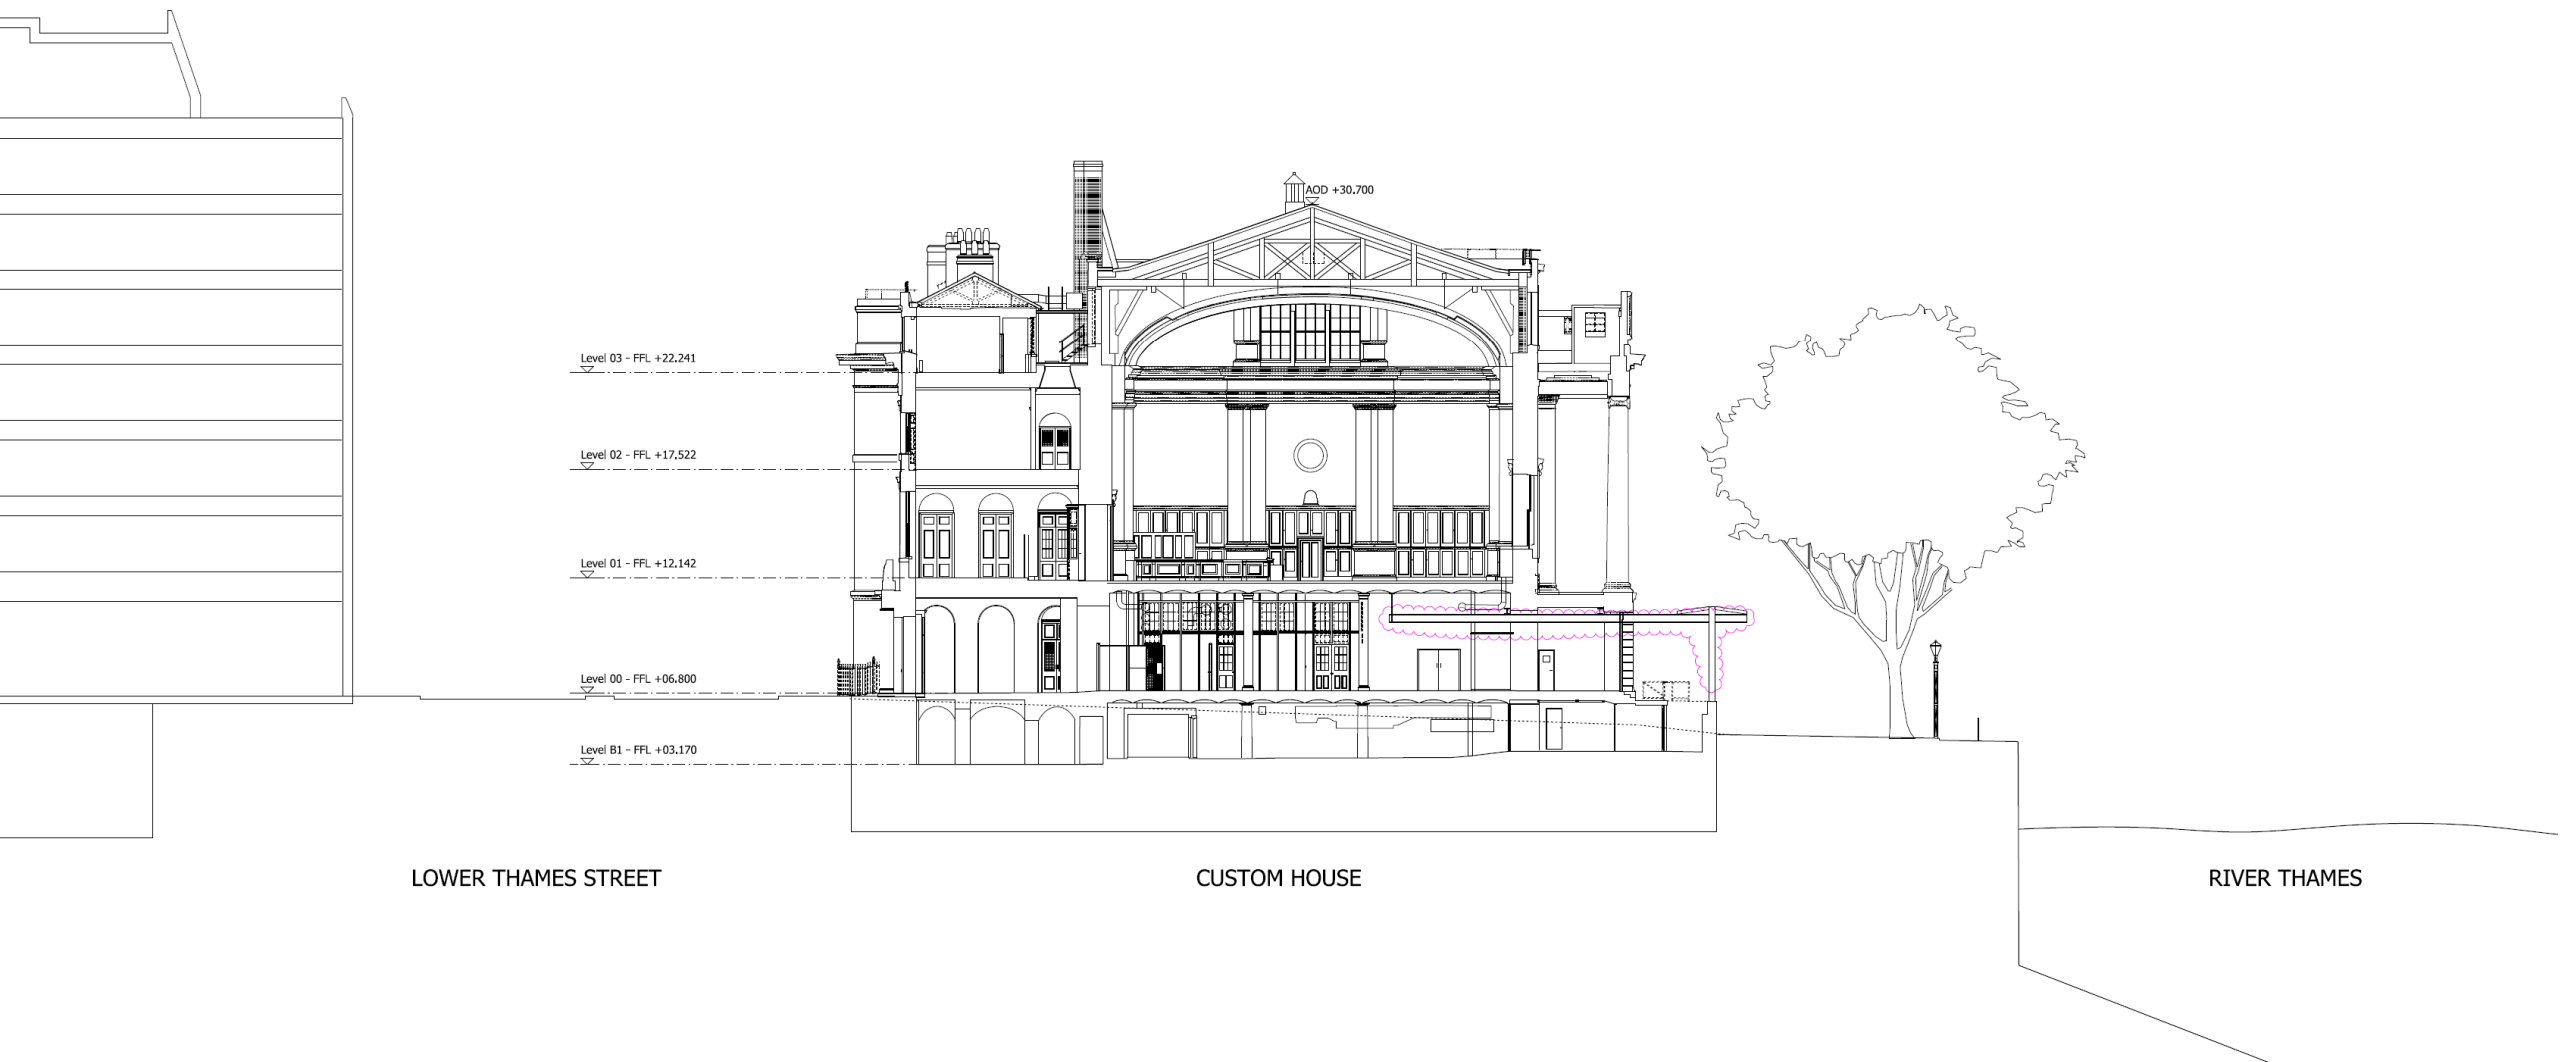 AOD +30.700
Level 03 - FFL +22.241
Level 02 - FFL +17.522
Level 01 - FFL +12.142
Level 00 - FFL +06.800
Level B1 - FFL +03.170
LOWER THAMES STREET
CUSTOM HOUSE
RIVER THAMES